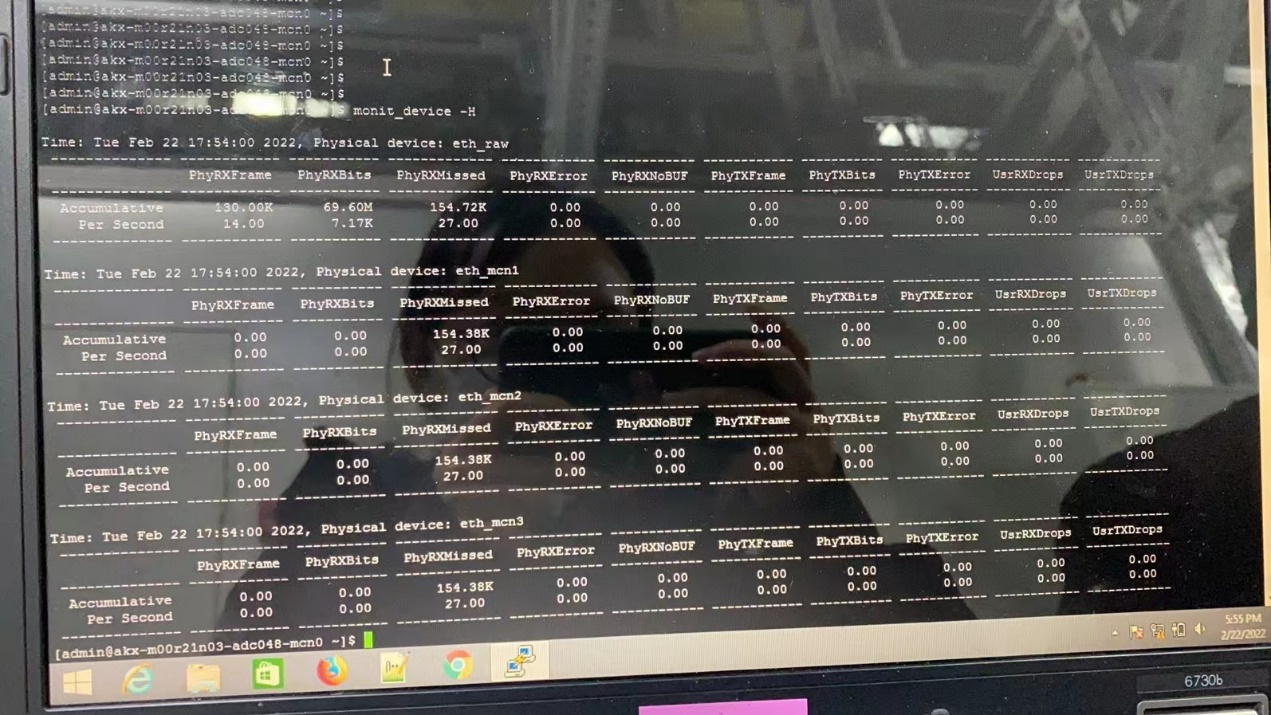 [admin@akx-m00r21n03-adc048-mcn0 ~]$
[admin@akx-m00r21n03-adc048-mcn0 ~]$
[admin@akx-m00r21n03-adc048-mcn0 ~]$
[admin@akx-m00r21n03-adc048-mcn0 ~]$
[admin@akx-m00r21n03-adc048-mcn0 ~]$
$ monit_device -H
Time: Tue Feb 22 17:54:00 2022, Physical device: eth_raw
PhyRXFrame PhyRXBits PhyRXMissed PhyRXError PhyRXNoBUF PhyTXFrame PhyTXBits PhyTXError UsrRXDrops UsrTXDrops
Accumulative 130.00K 69.60M 154.72K 0.00 0.00 0.00 0.00 0.00 0.00 0.00
Per Second 14.00 7.17K 27.00 0.00 0.00 0.00 0.00 0.00 0.00 0.00
Time: Tue Feb 22 17:54:00 2022, Physical device: eth_mcn1
PhyRXFrame PhyRXBits PhyRXMissed PhyRXError PhyRXNoBUF PhyTXFrame PhyTXBits PhyTXError UsrRXDrops UsrTXDrops
Accumulative 0.00 0.00 154.38K 0.00 0.00 0.00 0.00 0.00 0.00 0.00
Per Second 0.00 0.00 27.00 0.00 0.00 0.00 0.00 0.00 0.00 0.00
Time: Tue Feb 22 17:54:00 2022, Physical device: eth_mcn2
PhyRXFrame PhyRXBits PhyRXMissed PhyRXError PhyRXNoBUF PhyTXFrame PhyTXBits PhyTXError UsrRXDrops UsrTXDrops
Accumulative 0.00 0.00 154.38K 0.00 0.00 0.00 0.00 0.00 0.00 0.00
Per Second 0.00 0.00 27.00 0.00 0.00 0.00 0.00 0.00 0.00 0.00
Time: Tue Feb 22 17:54:00 2022, Physical device: eth_mcn3
PhyRXFrame PhyRXBits PhyRXMissed PhyRXError PhyRXNoBUF PhyTXFrame PhyTXBits PhyTXError UsrRXDrops UsrTXDrops
Accumulative 0.00 0.00 154.38K 0.00 0.00 0.00 0.00 0.00 0.00 0.00
Per Second 0.00 0.00 27.00 0.00 0.00 0.00 0.00 0.00 0.00 0.00
[admin@akx-m00r21n03-adc048-mcn0 ~]$
5:55 PM
2/22/2022
6730b